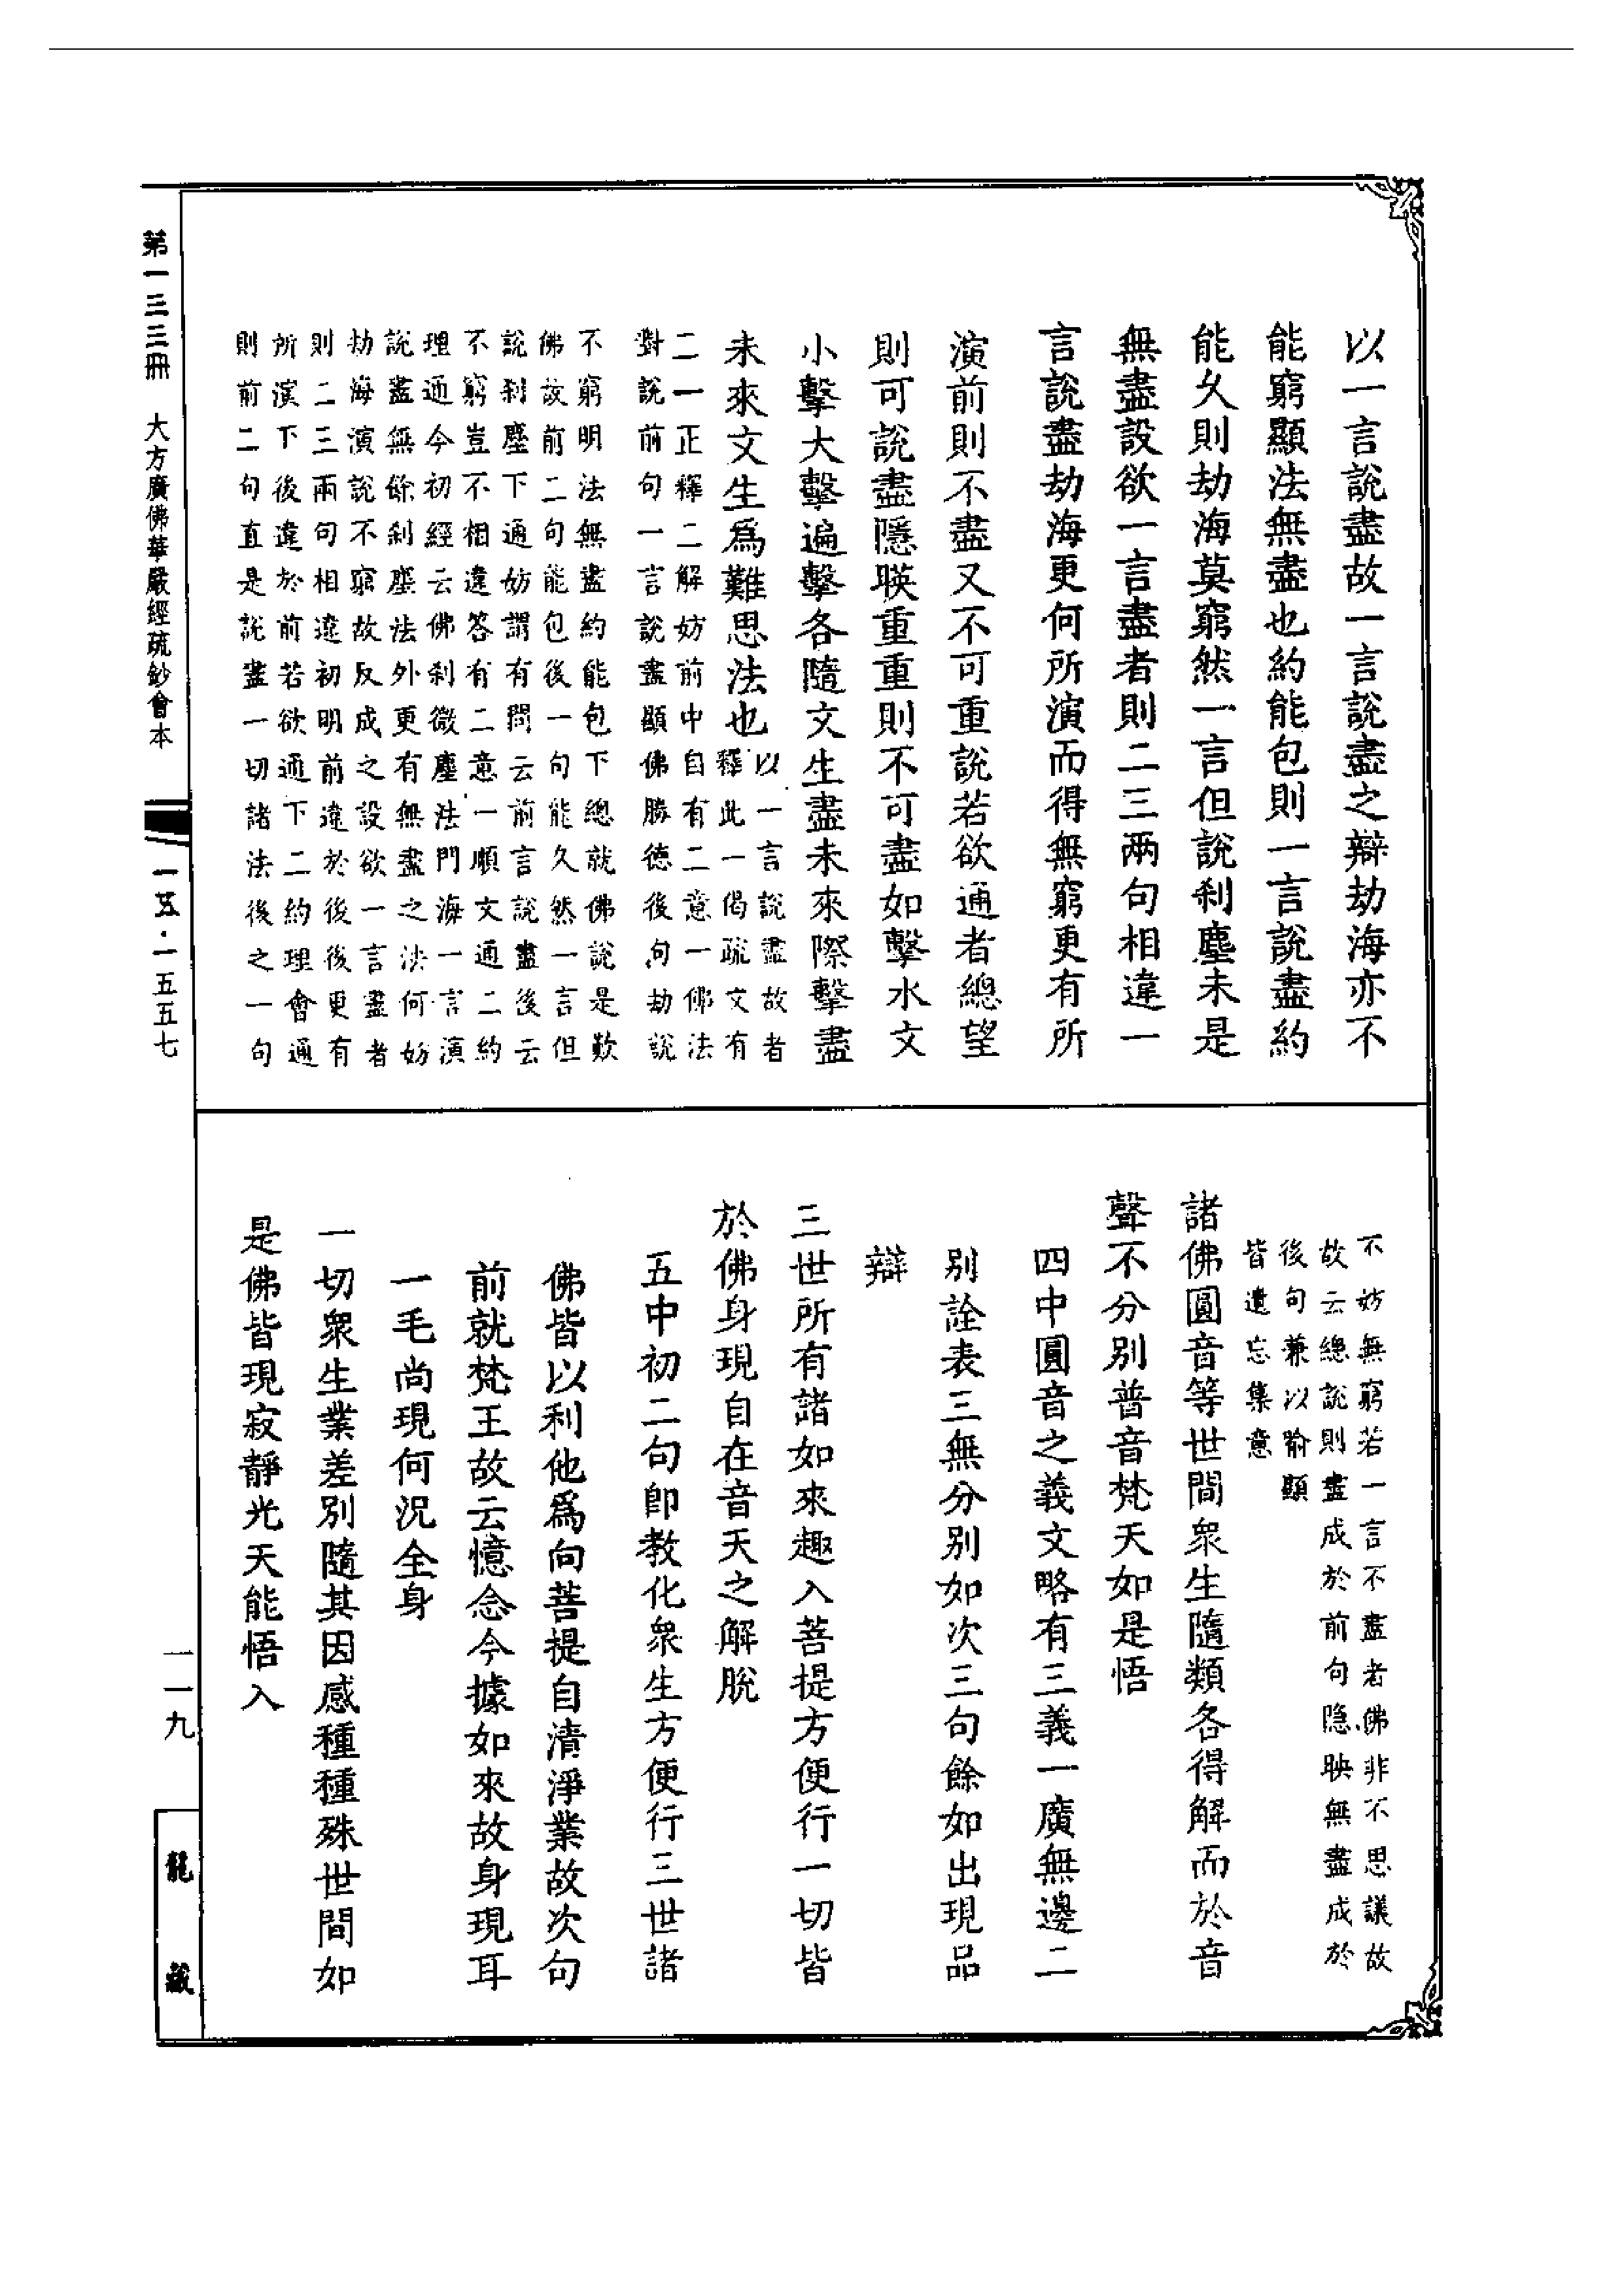 以一言說盡故一言說盡之辯劫海亦不
能窮顯法無盡也約能包則一言說盡約
能久則劫海莫窮然一言但說刹塵未是
無盡設欲一言盡者則二三兩句相違一
言說盡劫海更何所演而得無窮更有所
演前則不盡又不可重說若欲通者總望
則可說盡隱暎重重則不可盡如擊水文
小擊大擊遍擊各隨文生盡未來際擊盡
未來文生爲難思法也
以一言說盡故者
釋此一偈疏文有
二一正釋二解妨前中自有二意一佛法
對說前句一言說盡顯佛勝德後句劫說
不窮明法無盡約能包下總就佛說是歎
佛故前二句能包後一句能久然一言但
說刹塵下通妨謂有問云前言說盡後云
不窮豈不相違答有二意一順文通二約
理通今初經云佛刹微塵法門海一言演
說盡無餘刹塵法外更有無盡之法何妨
劫海演說不窮故反成之設欲一言盡者
則二三兩句相違初明前違於後後更有
所演下後違於前若欲通下二約理會通
則前二句直是說盡一切諸法後之一句
不妨無窮若一言不盡者佛非不思議故
故云總說則盡成於前句隱映無盡成於
後句兼以喻顯
皆遣忘集意
諸佛圓音等世間衆生隨類各得解而於音
聲不分別普音梵天如是悟
四中圓音之義文略有三義一廣無邊二
別詮表三無分別如次三句餘如出現品
辯
三世所有諸如來趣入菩提方便行一切皆
於佛身現自在音天之解脫
五中初二句卽教化衆生方便行三世諸
佛皆以利他爲向菩提自清淨業故次句
前就梵王故云憶念今據如來故身現耳
一毛尚現何況全身
一切衆生業差別隨其因感種種殊世間如
是佛皆現寂靜光天能悟入
第一三三冊 大方廣佛華嚴經疏鈔會本
一五·一五五七
一一九
龍藏